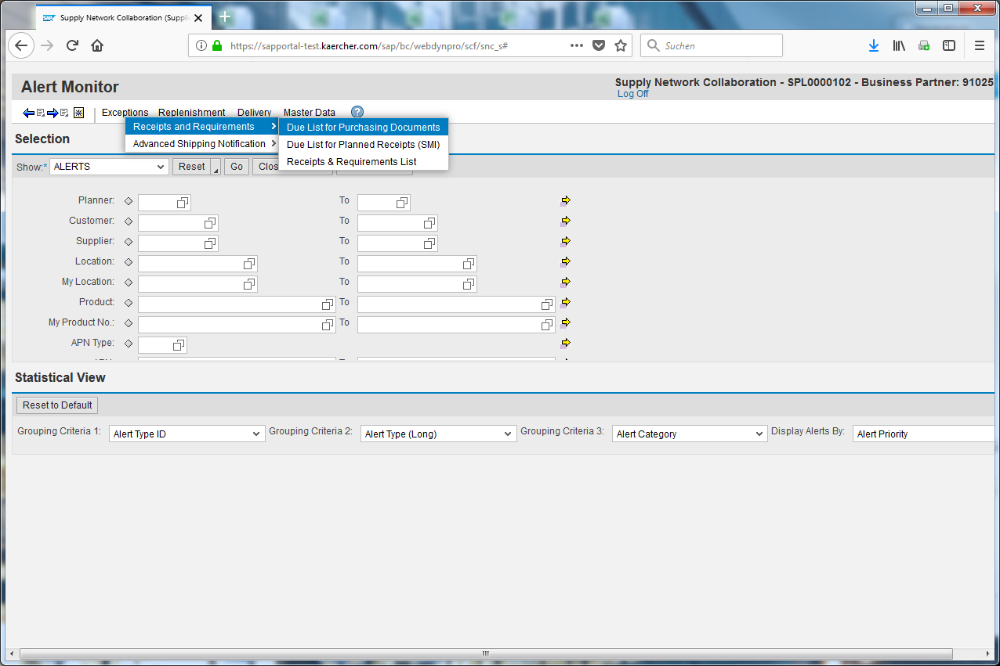 SAP Supply Network Collaboration (Suppl
https://sapportal-test.kaercher.com/sap/bc/webdynpro/scf/snc_s#
Suchen
Alert Monitor
Supply Network Collaboration - SPL0000102 - Business Partner: 91025
Log Off
Exceptions Replenishment Delivery Master Data ?
Receipts and Requirements
Advanced Shipping Notification
Due List for Purchasing Documents
Due List for Planned Receipts (SMI)
Receipts & Requirements List
Selection
Show:* ALERTS Reset Go Clos
Planner: To
Customer: To
Supplier: To
Location: To
My Location: To
Product: To
My Product No.: To
APN Type:
Statistical View
Reset to Default
Grouping Criteria 1: Alert Type ID Grouping Criteria 2: Alert Type (Long) Grouping Criteria 3: Alert Category Display Alerts By: Alert Priority